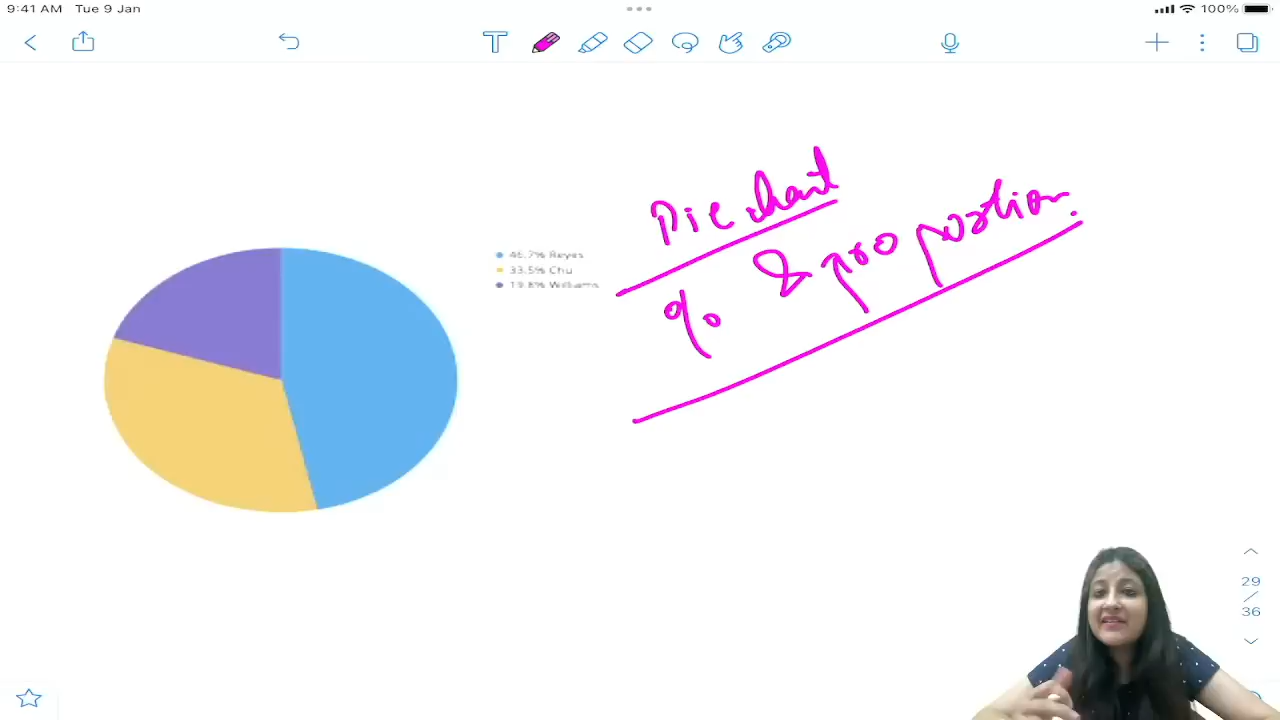 9:41 AM Tue 9 Jan
100%
T
Pie chart
% & proportion
46.7% Reyes
33.5% Chu
19.8% Williams
29
36